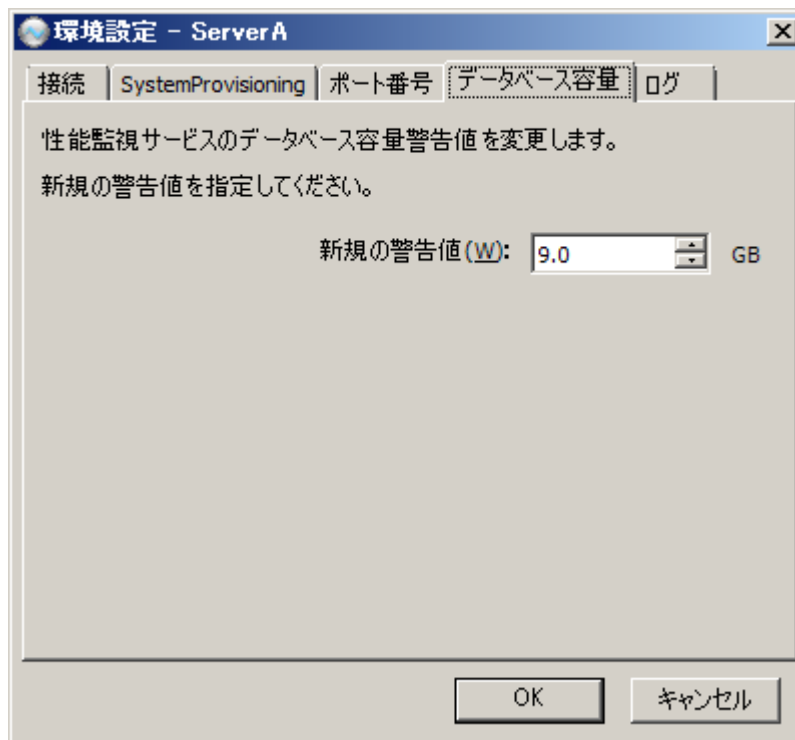 環境設定 - ServerA
接続 SystemProvisioning ポート番号 データベース容量 ログ
性能監視サービスのデータベース容量警告値を変更します。
新規の警告値を指定してください。
新規の警告値(W): 9.0 GB
OK キャンセル